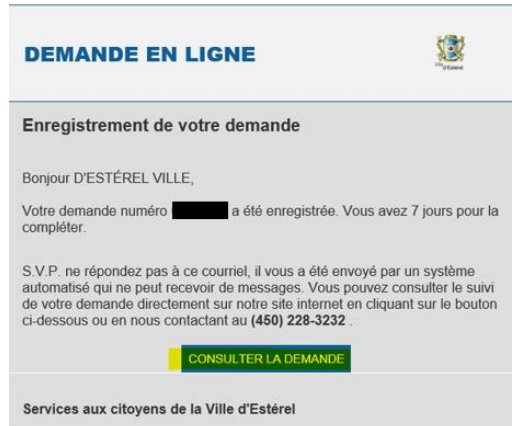 DEMANDE EN LIGNE
Ville
d'Estérel
Enregistrement de votre demande
Bonjour D'ESTÉREL VILLE,
Votre demande numéro a été enregistrée. Vous avez 7 jours pour la
compléter.
S.V.P. ne répondez pas à ce courriel, il vous a été envoyé par un système
automatisé qui ne peut recevoir de messages. Vous pouvez consulter le suivi
de votre demande directement sur notre site internet en cliquant sur le bouton
ci-dessous ou en nous contactant au (450) 228-3232 .
CONSULTER LA DEMANDE
Services aux citoyens de la Ville d'Estérel